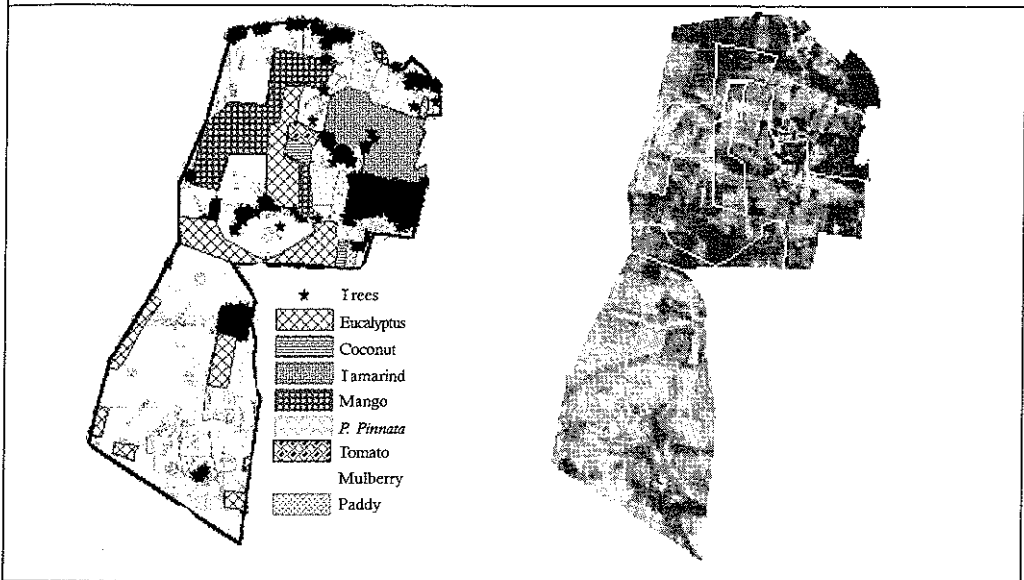 Trees
Eucalyptus
Coconut
Tamarind
Mango
P. Pinnata
Tomato
Mulberry
Paddy